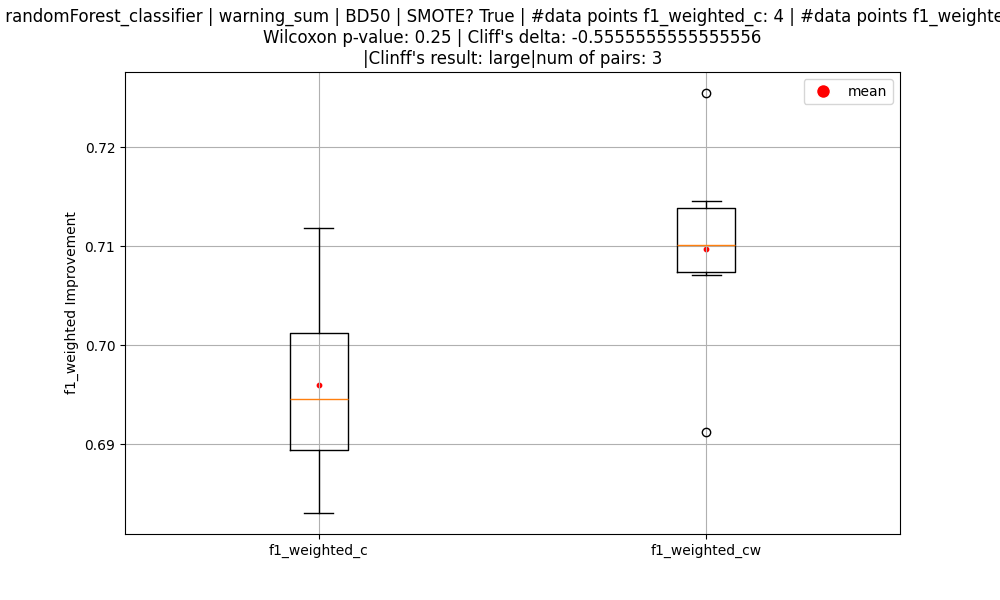 randomForest_classifier | warning_sum | BD50 | SMOTE? True | #data points f1_weighted_c: 4 | #data points f1_weighte
Wilcoxon p-value: 0.25 | Cliff's delta: -0.5555555555555556
|Clinff's result: large|num of pairs: 3
mean
0.72
0.71
0.70
0.69
f1_weighted Improvement
f1_weighted_c
f1_weighted_cw